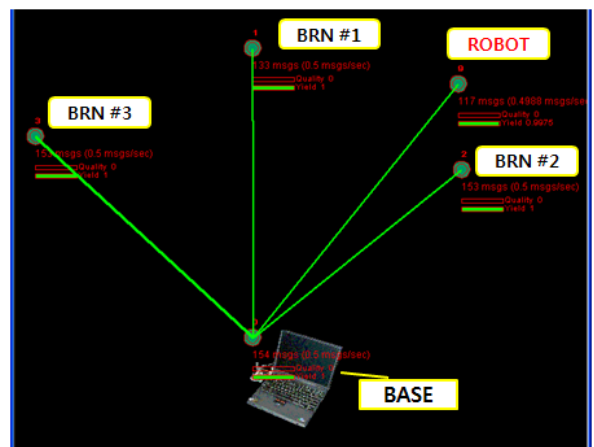 1
BRN #1
133 msgs (0.5 msgs/sec)
Quality 0
Yield 1
ROBOT
117 msgs (0.4988 msgs/sec
Quality 0
Yield 0.9975
3
BRN #3
153 msgs (0.5 msgs/sec)
Quality 0
Yield 1
2
BRN #2
153 msgs (0.5 msgs/sec)
Quality 0
Yield 1
154 msgs (0.5 msgs/sec)
Quality 0
Yield 1
BASE